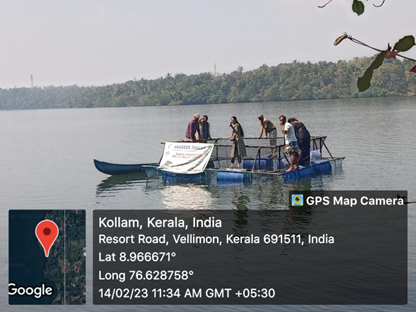 GPS Map Camera
Kollam, Kerala, India
Resort Road, Vellimon, Kerala 691511, India
Lat 8.966671°
Long 76.628758°
14/02/23 11:34 AM GMT +05:30
Google